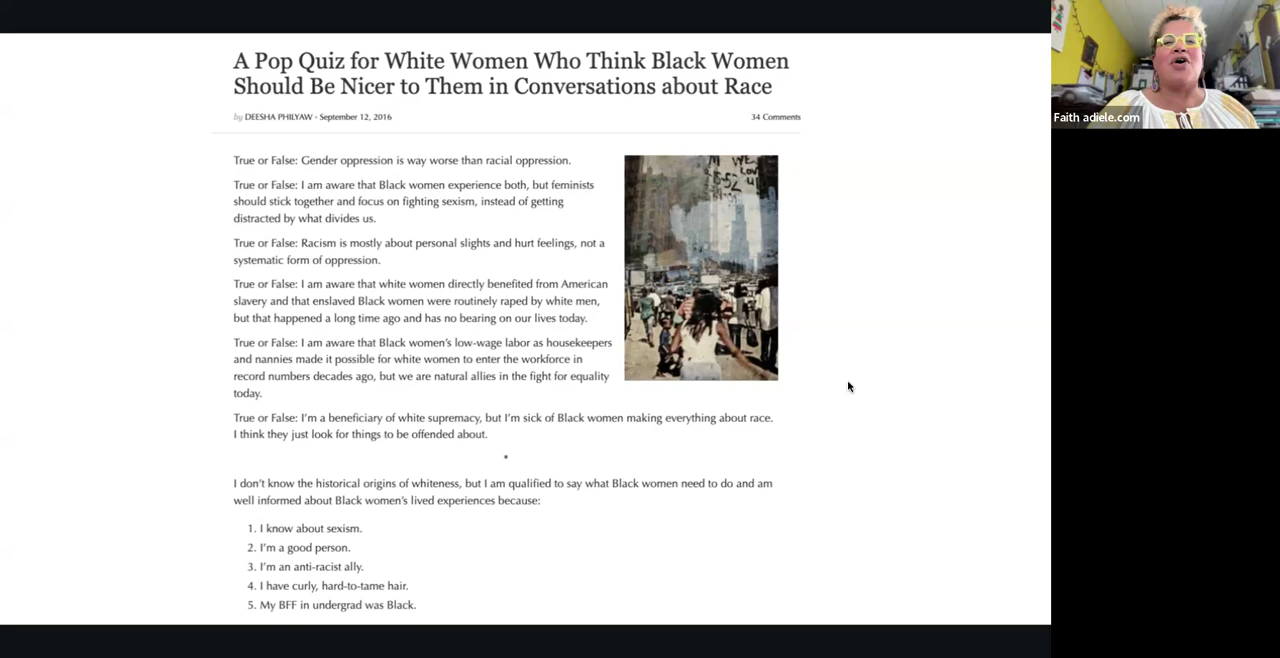 A Pop Quiz for White Women Who Think Black Women
Should Be Nicer to Them in Conversations about Race
by DEESHA PHILYAW - September 12, 2016
34 Comments
True or False: Gender oppression is way worse than racial oppression.
True or False: I am aware that Black women experience both, but feminists
should stick together and focus on fighting sexism, instead of getting
distracted by what divides us.
True or False: Racism is mostly about personal slights and hurt feelings, not a
systematic form of oppression.
True or False: I am aware that white women directly benefited from American
slavery and that enslaved Black women were routinely raped by white men,
but that happened a long time ago and has no bearing on our lives today.
True or False: I am aware that Black women's low-wage labor as housekeepers
and nannies made it possible for white women to enter the workforce in
record numbers decades ago, but we are natural allies in the fight for equality
today.
True or False: I'm a beneficiary of white supremacy, but I'm sick of Black women making everything about race.
I think they just look for things to be offended about.
*
I don't know the historical origins of whiteness, but I am qualified to say what Black women need to do and am
well informed about Black women's lived experiences because:
1. I know about sexism.
2. I'm a good person.
3. I'm an anti-racist ally.
4. I have curly, hard-to-tame hair.
5. My BFF in undergrad was Black.
Faith adiele.com